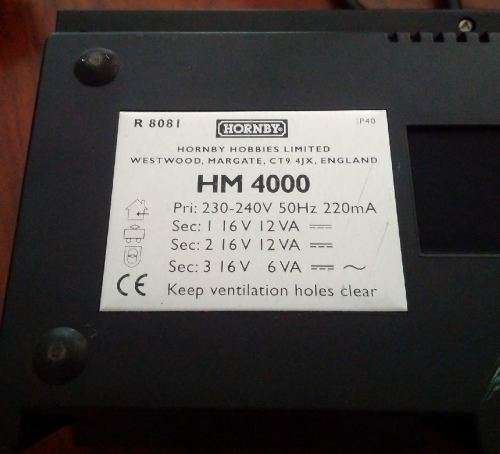 R 8081 HORNBY® IP40
HORNBY HOBBIES LIMITED
WESTWOOD, MARGATE, CT9 4JX, ENGLAND
HM 4000
Pri: 230-240V 50Hz 220mA
Sec: 1 16V 12VA ⎓
Sec: 2 16V 12VA ⎓
Sec: 3 16V 6VA ⎓ ~
CE Keep ventilation holes clear